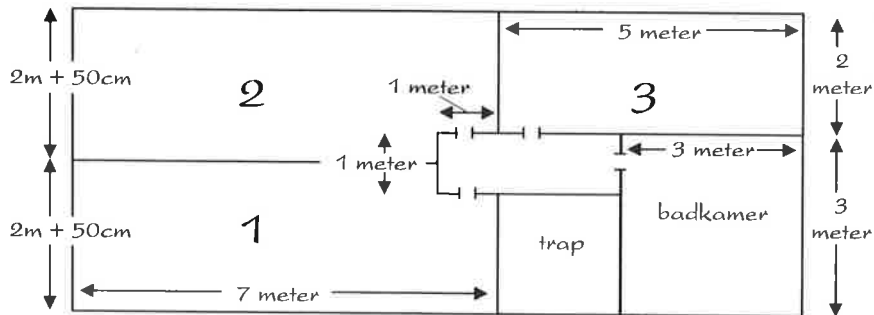 5 meter
2m + 50cm
2
1 meter
3
2
meter
1 meter
3 meter
2m + 50cm
1
trap
badkamer
3
meter
7 meter